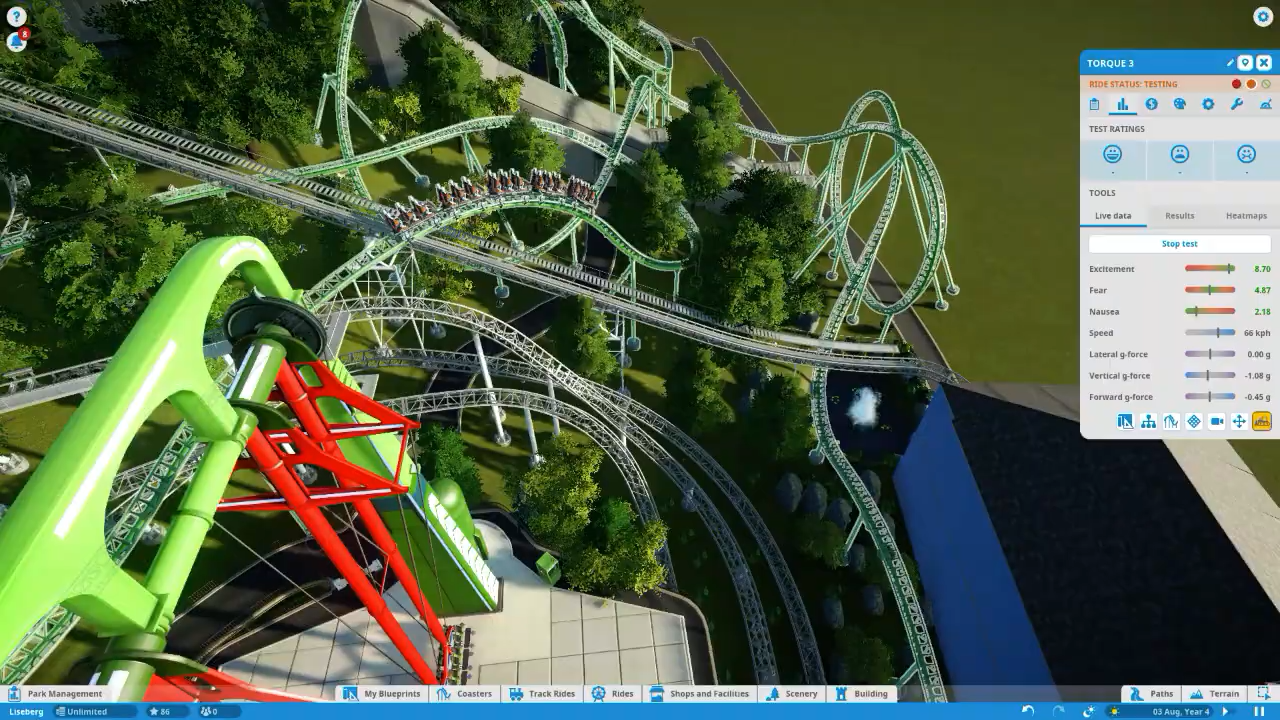 ?
8
TORQUE 3
RIDE STATUS: TESTING
TEST RATINGS
- - -
TOOLS
Live data Results Heatmaps
Stop test
Excitement 8.70
Fear 4.87
Nausea 2.18
Speed 66 kph
Lateral g-force 0.00 g
Vertical g-force -1.08 g
Forward g-force -0.45 g
Park Management My Blueprints Coasters Track Rides Rides Shops and Facilities Scenery Building Paths Terrain
Liseberg Unlimited 86 0 03 Aug, Year 4